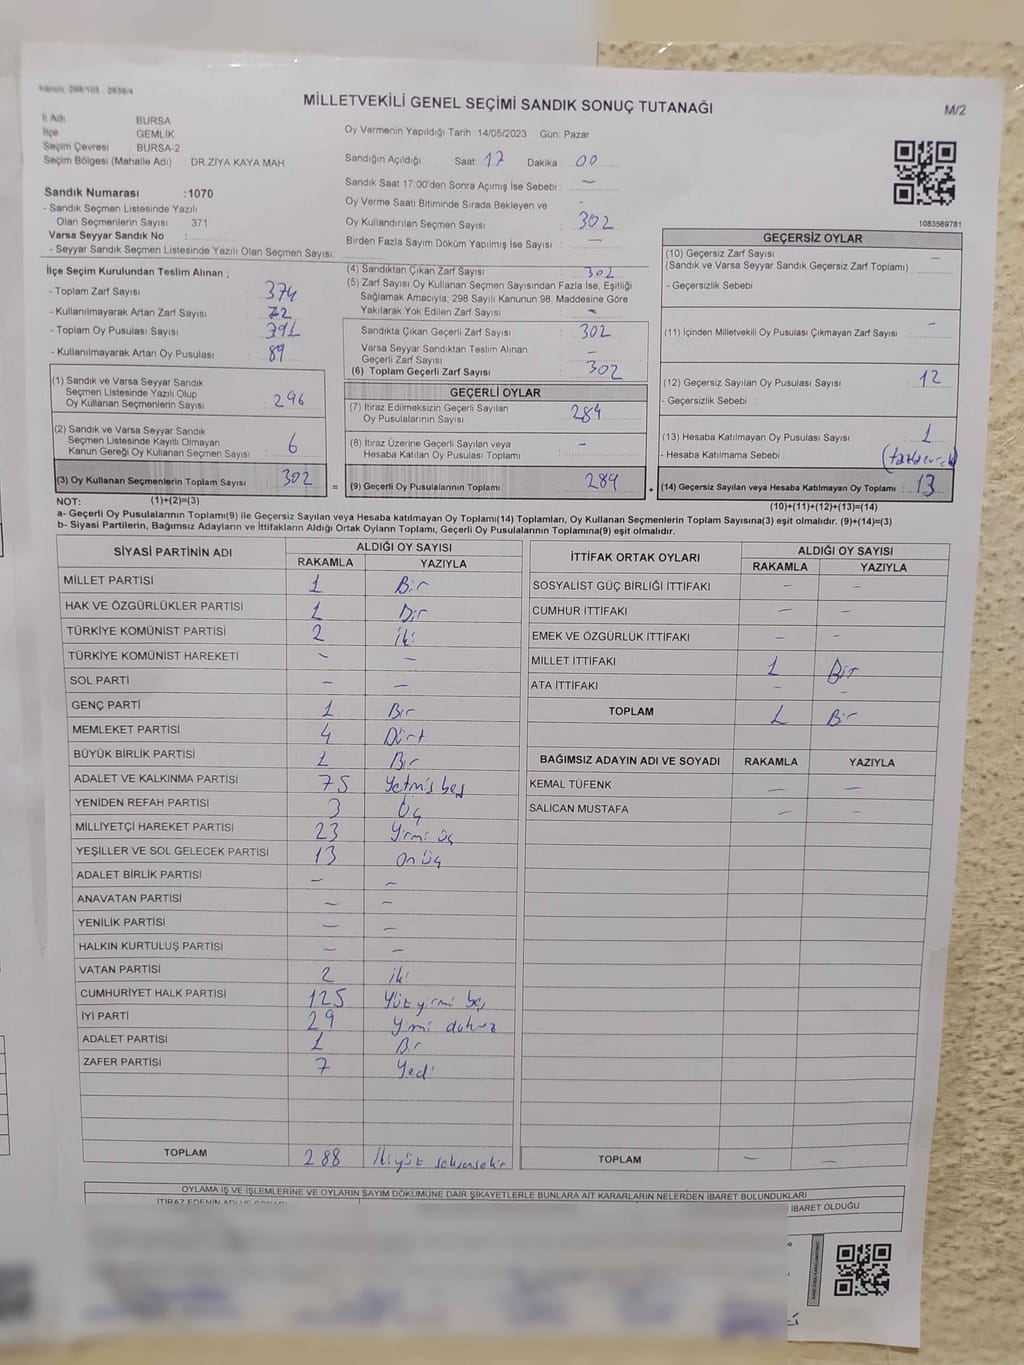 Kanun, 298/105 , 2839/4
MİLLETVEKİLİ GENEL SEÇİMİ SANDIK SONUÇ TUTANAĞI
M/2
İl Adı : BURSA
İlçe : GEMLİK
Seçim Çevresi : BURSA-2
Seçim Bölgesi (Mahalle Adı) : DR.ZİYA KAYA MAH
Sandık Numarası : 1070
- Sandık Seçmen Listesinde Yazılı
Olan Seçmenlerin Sayısı : 371
Varsa Seyyar Sandık No :
- Seyyar Sandık Seçmen Listesinde Yazılı Olan Seçmen Sayısı:
Oy Vermenin Yapıldığı Tarih :14/05/2023 Gün: Pazar
Sandığın Açıldığı Saat: 17 Dakika : 00
Sandık Saat 17:00'den Sonra Açımış İse Sebebi : –
Oy Verme Saati Bitiminde Sırada Bekleyen ve : –
Oy Kullandırılan Seçmen Sayısı : 302
Birden Fazla Sayım Döküm Yapılmış İse Sayısı : –
1083569781
İlçe Seçim Kurulundan Teslim Alınan ;
- Toplam Zarf Sayısı : 374
- Kullanılmayarak Artan Zarf Sayısı : 72
- Toplam Oy Pusulası Sayısı : 391
- Kullanılmayarak Artan Oy Pusulası : 89
(1) Sandık ve Varsa Seyyar Sandık
Seçmen Listesinde Yazılı Olup
Oy Kullanan Seçmenlerin Sayısı : 296
(2) Sandık ve Varsa Seyyar Sandık
Seçmen Listesinde Kayıtlı Olmayan
Kanun Gereği Oy Kullanan Seçmen Sayısı : 6
(3) Oy Kullanan Seçmenlerin Toplam Sayısı : 302
(4) Sandıktan Çıkan Zarf Sayısı : 302
(5) Zarf Sayısı Oy Kullanan Seçmen Sayısından Fazla İse, Eşitliği
Sağlamak Amacıyla, 298 Sayılı Kanunun 98. Maddesine Göre
Yakılarak Yok Edilen Zarf Sayısı : –
Sandıkta Çıkan Geçerli Zarf Sayısı : 302
Varsa Seyyar Sandıktan Teslim Alınan
Geçerli Zarf Sayısı : –
(6) Toplam Geçerli Zarf Sayısı : 302
GEÇERLİ OYLAR
(7) İtiraz Edilmeksizin Geçerli Sayılan
Oy Pusulalarının Sayısı : 289
(8) İtiraz Üzerine Geçerli Sayılan veya
Hesaba Katılan Oy Pusulası Toplamı : –
= (9) Geçerli Oy Pusulalarının Toplamı : 289
GEÇERSİZ OYLAR
(10) Geçersiz Zarf Sayısı
(Sandık ve Varsa Seyyar Sandık Geçersiz Zarf Toplamı) : –
- Geçersizlik Sebebi :
(11) İçinden Milletvekili Oy Pusulası Çıkmayan Zarf Sayısı : –
(12) Geçersiz Sayılan Oy Pusulası Sayısı : 12
- Geçersizlik Sebebi :
(13) Hesaba Katılmayan Oy Pusulası Sayısı : 1
- Hesaba Katılmama Sebebi :
+ (14) Geçersiz Sayılan veya Hesaba Katılmayan Oy Toplamı : 13
NOT: (1)+(2)=(3)
(10)+(11)+(12)+(13)=(14)
a- Geçerli Oy Pusulalarının Toplamı(9) ile Geçersiz Sayılan veya Hesaba katılmayan Oy Toplamı(14) Toplamları, Oy Kullanan Seçmenlerin Toplam Sayısına(3) eşit olmalıdır. (9)+(14)=(3)
b- Siyasi Partilerin, Bağımsız Adayların ve İttifakların Aldığı Ortak Oyların Toplamı, Geçerli Oy Pusulalarının Toplamına(9) eşit olmalıdır.
SİYASİ PARTİNİN ADI ALDIĞI OY SAYISI
RAKAMLA YAZIYLA
MİLLET PARTİSİ 1 Bir
HAK VE ÖZGÜRLÜKLER PARTİSİ 1 Bir
TÜRKİYE KOMÜNİST PARTİSİ 2 iki
TÜRKİYE KOMÜNİST HAREKETİ – –
SOL PARTİ – –
GENÇ PARTİ 1 Bir
MEMLEKET PARTİSİ 4 Dört
BÜYÜK BİRLİK PARTİSİ 1 Bir
ADALET VE KALKINMA PARTİSİ 75 Yetmiş beş
YENİDEN REFAH PARTİSİ 3 Üç
MİLLİYETÇİ HAREKET PARTİSİ 23 Yirmi üç
YEŞİLLER VE SOL GELECEK PARTİSİ 13 On üç
ADALET BİRLİK PARTİSİ – –
ANAVATAN PARTİSİ – –
YENİLİK PARTİSİ – –
HALKIN KURTULUŞ PARTİSİ – –
VATAN PARTİSİ 2 iki
CUMHURİYET HALK PARTİSİ 125 Yüz yirmi beş
İYİ PARTİ 29 Yirmi dokuz
ADALET PARTİSİ 1 Bir
ZAFER PARTİSİ 7 Yedi
TOPLAM 288 İkiyüz seksensekiz
İTTİFAK ORTAK OYLARI ALDIĞI OY SAYISI
RAKAMLA YAZIYLA
SOSYALİST GÜÇ BİRLİĞİ İTTİFAKI – –
CUMHUR İTTİFAKI – –
EMEK VE ÖZGÜRLÜK İTTİFAKI – –
MİLLET İTTİFAKI 1 Bir
ATA İTTİFAKI – –
TOPLAM 1 Bir
BAĞIMSIZ ADAYIN ADI VE SOYADI RAKAMLA YAZIYLA
KEMAL TÜFENK – –
SALİCAN MUSTAFA – –
TOPLAM – –
OYLAMA İŞ VE İŞLEMLERİNE VE OYLARIN SAYIM DÖKÜMÜNE DAİR ŞİKAYETLERLE BUNLARA AİT KARARLARIN NELERDEN İBARET BULUNDUKLARI
İTİRAZ EDENİN ADI VE SOYADI
İBARET OLDUĞU